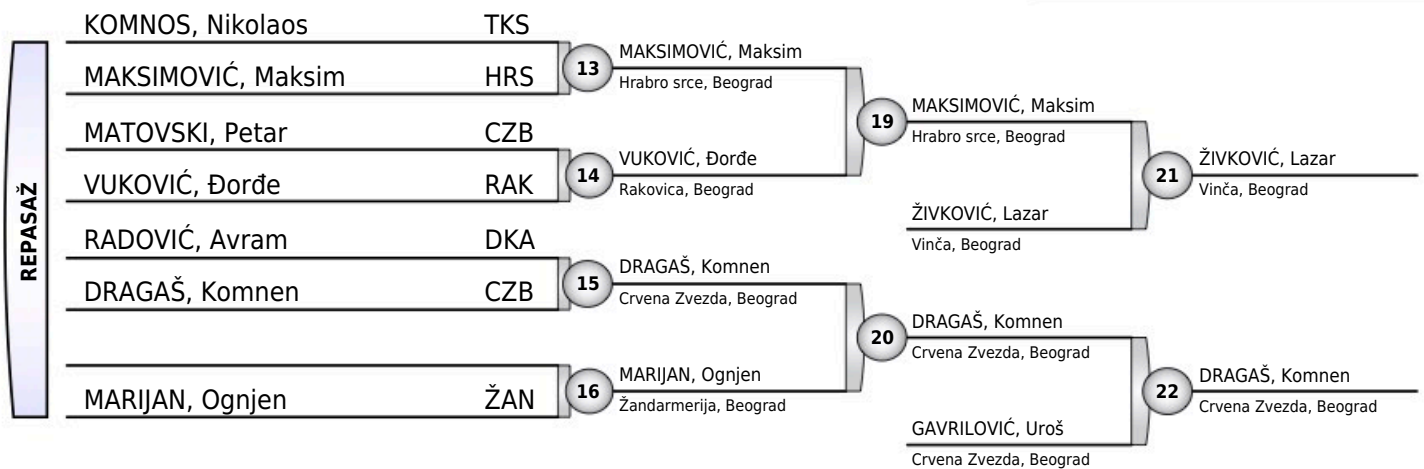 REPASAŽ
KOMNOS, Nikolaos TKS
MAKSIMOVIĆ, Maksim HRS
MATOVSKI, Petar CZB
VUKOVIĆ, Đorđe RAK
RADOVIĆ, Avram DKA
DRAGAŠ, Komnen CZB
MARIJAN, Ognjen ŽAN
13
MAKSIMOVIĆ, Maksim
Hrabro srce, Beograd
14
VUKOVIĆ, Đorđe
Rakovica, Beograd
15
DRAGAŠ, Komnen
Crvena Zvezda, Beograd
16
MARIJAN, Ognjen
Žandarmerija, Beograd
19
MAKSIMOVIĆ, Maksim
Hrabro srce, Beograd
ŽIVKOVIĆ, Lazar
Vinča, Beograd
20
DRAGAŠ, Komnen
Crvena Zvezda, Beograd
GAVRILOVIĆ, Uroš
Crvena Zvezda, Beograd
21
ŽIVKOVIĆ, Lazar
Vinča, Beograd
22
DRAGAŠ, Komnen
Crvena Zvezda, Beograd